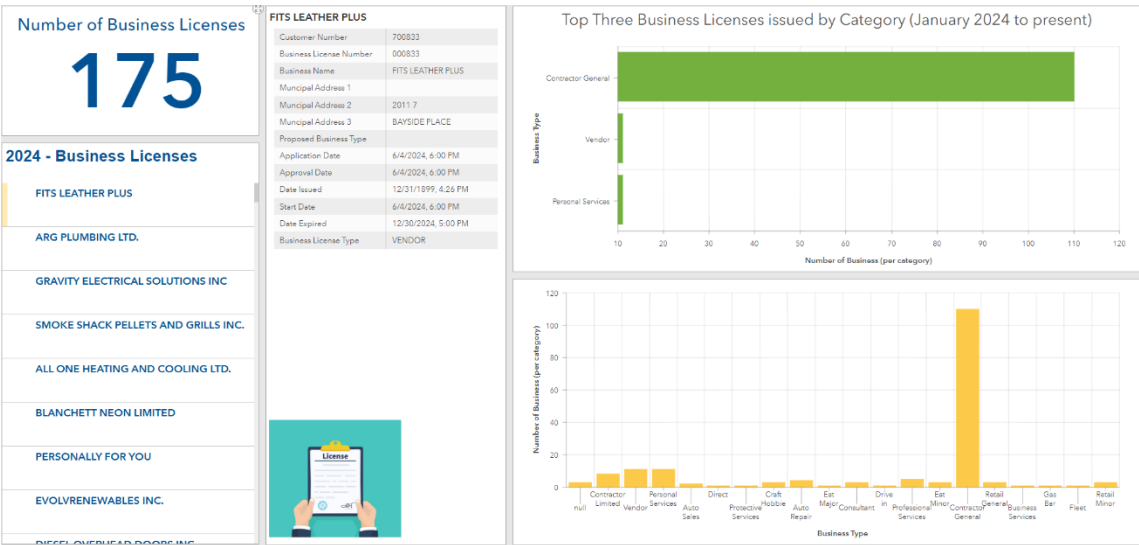 Number of Business Licenses
175
2024 - Business Licenses
FITS LEATHER PLUS
ARG PLUMBING LTD.
GRAVITY ELECTRICAL SOLUTIONS INC
SMOKE SHACK PELLETS AND GRILLS INC.
ALL ONE HEATING AND COOLING LTD.
BLANCHETT NEON LIMITED
PERSONALLY FOR YOU
EVOLVRENEWABLES INC.
DIESEL OVERHEAD DOORS INC
FITS LEATHER PLUS
Customer Number 700833
Business License Number 000833
Business Name FITS LEATHER PLUS
Muncipal Address 1
Muncipal Address 2 2011 7
Muncipal Address 3 BAYSIDE PLACE
Proposed Business Type
Application Date 6/4/2024, 6:00 PM
Approval Date 6/4/2024, 6:00 PM
Date Issued 12/31/1899, 4:26 PM
Start Date 6/4/2024, 6:00 PM
Date Expired 12/30/2024, 5:00 PM
Business License Type VENDOR
License
Top Three Business Licenses issued by Category (January 2024 to present)
Business Type
Contractor General
Vendor
Personal Services
10 20 30 40 50 60 70 80 90 100 110 120
Number of Business (per category)
Number of Business (per category)
120
100
80
60
40
20
0
null
Contractor Limited
Vendor
Personal Services
Auto Sales
Direct
Protective Services
Craft Hobbie
Auto Repair
Eat Major
Consultant
Drive in
Professional Services
Eat Minor
Contractor General
Retail General
Business Services
Gas Bar
Fleet
Retail Minor
Business Type